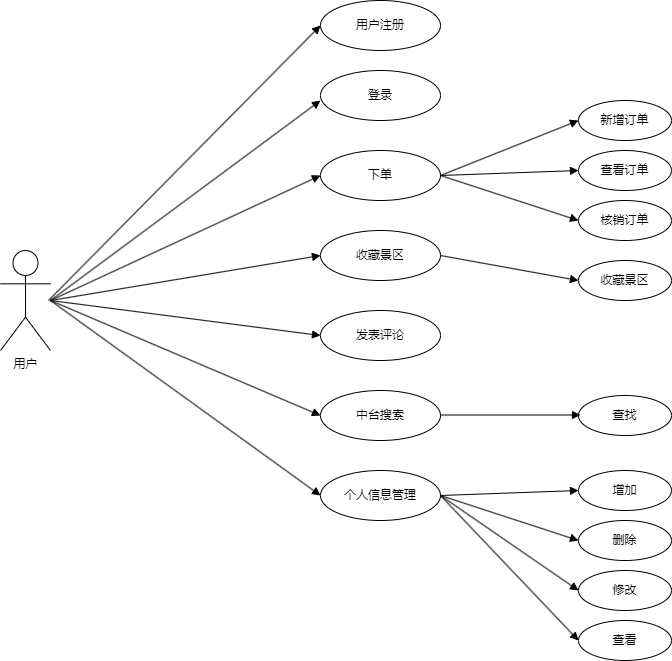 用户注册
登录
下单
新增订单
查看订单
核销订单
收藏景区
收藏景区
用户
发表评论
中台搜索
查找
个人信息管理
增加
删除
修改
查看